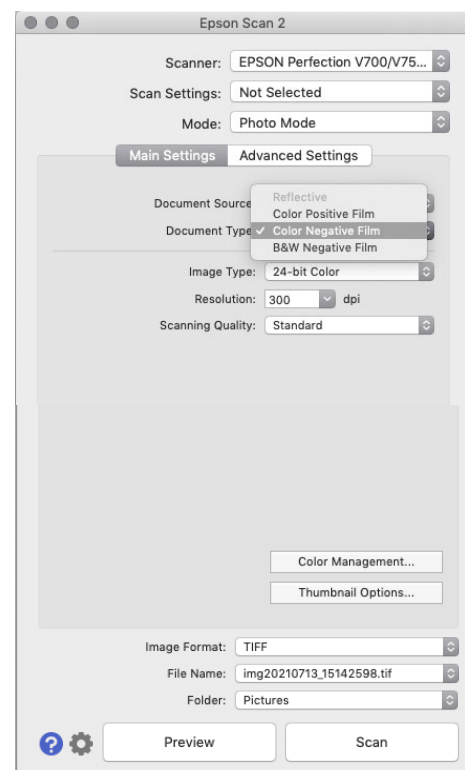 Epson Scan 2
Scanner: EPSON Perfection V700/V75...
Scan Settings: Not Selected
Mode: Photo Mode
Main Settings Advanced Settings
Document Source
Reflective
Color Positive Film
Document Type ✓ Color Negative Film
B&W Negative Film
Image Type: 24-bit Color
Resolution: 300 dpi
Scanning Quality: Standard
Color Management...
Thumbnail Options...
Image Format: TIFF
File Name: img20210713_15142598.tif
Folder: Pictures
? Preview Scan